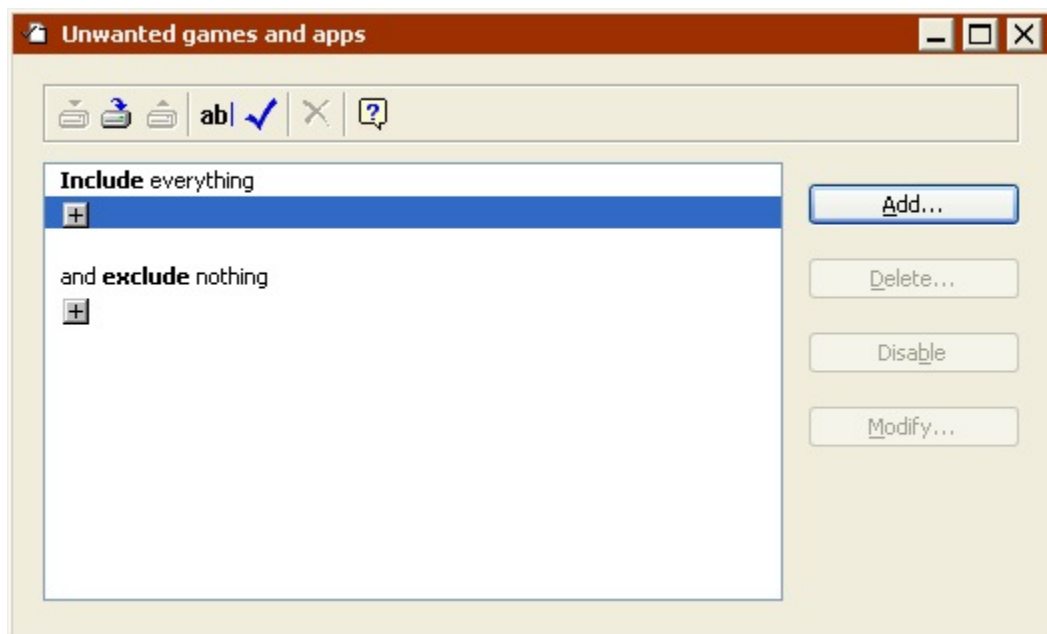 Unwanted games and apps
ab|
Include everything
and exclude nothing
Add...
Delete...
Disable
Modify...